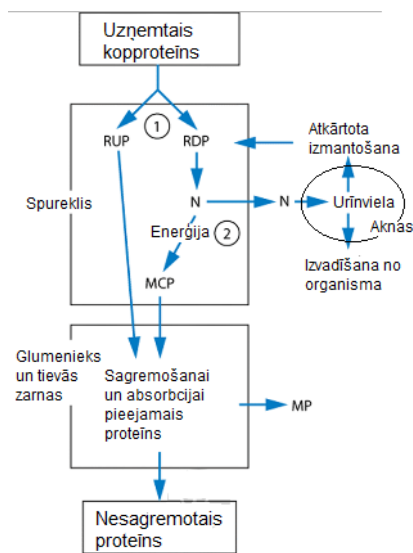 Uzņemtais
kopproteīns
1
RUP
RDP
Atkārtota
izmantošana
Spureklis
N
N
Urīnviela
Enerģija
2
Aknas
MCP
Izvadīšana no
organisma
Glumenieks
un tievās
zarnas
Sagremošanai
un absorbcijai
pieejamais
proteīns
MP
Nesagremotais
proteīns